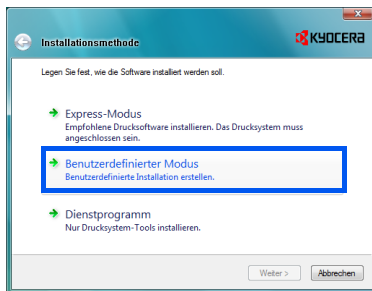 Installationsmethode
KYOCERA
Legen Sie fest, wie die Software installiert werden soll.
Express-Modus
Empfohlene Drucksoftware installieren. Das Drucksystem muss
angeschlossen sein.
Benutzerdefinierter Modus
Benutzerdefinierte Installation erstellen.
Dienstprogramm
Nur Drucksystem-Tools installieren.
Weiter >
Abbrechen